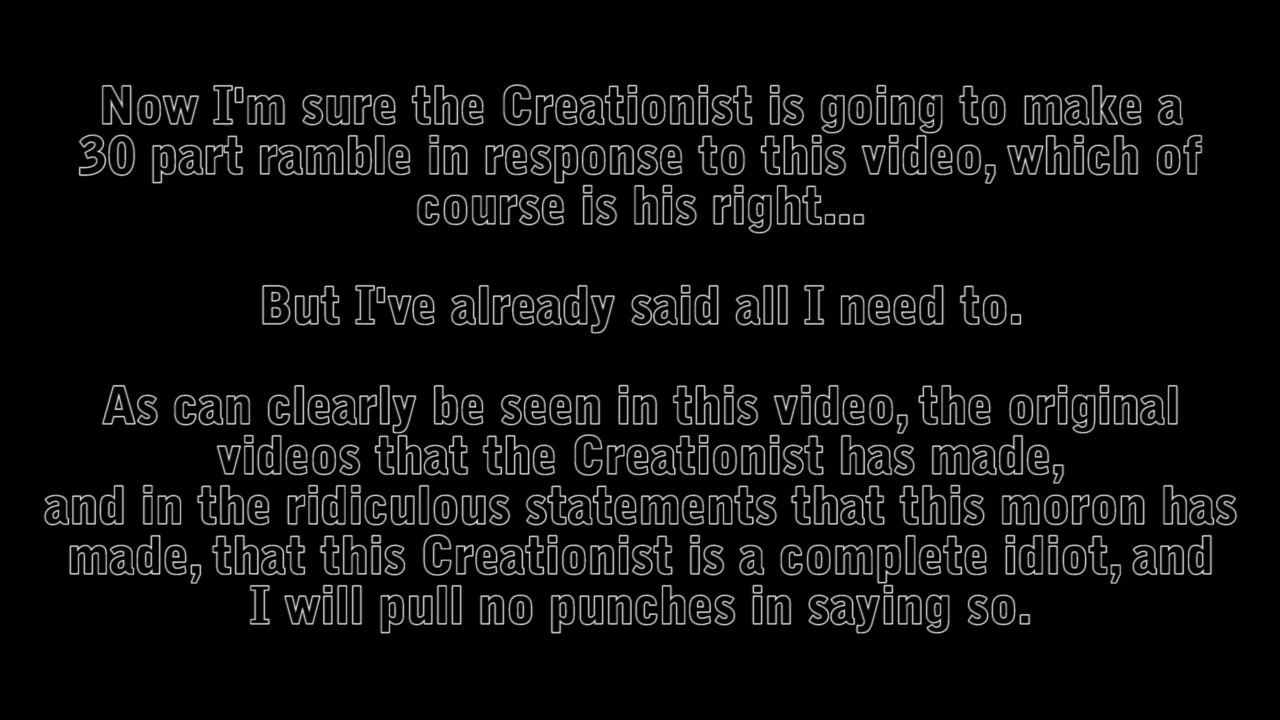 Now I'm sure the Creationist is going to make a
30 part ramble in response to this video, which of
course is his right...
But I've already said all I need to.
As can clearly be seen in this video, the original
videos that the Creationist has made,
and in the ridiculous statements that this moron has
made, that this Creationist is a complete idiot, and
I will pull no punches in saying so.